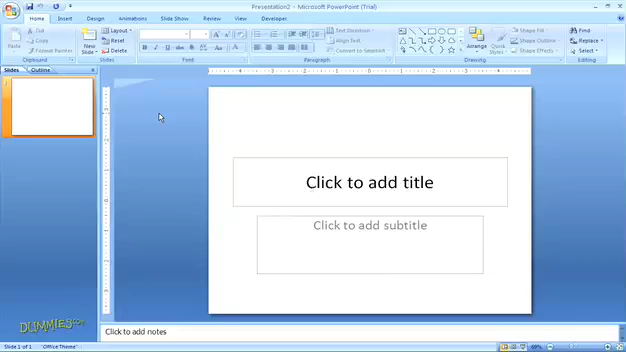 Presentation2 - Microsoft PowerPoint (Trial)
Home Insert Design Animations Slide Show Review View Developer
Paste
Cut
Copy
Format Painter
Clipboard
New Slide
Layout
Reset
Delete
Slides
Font
Text Direction
Align Text
Convert to SmartArt
Paragraph
Arrange
Quick Styles
Shape Fill
Shape Outline
Shape Effects
Drawing
Find
Replace
Select
Editing
Slides Outline
1
Click to add title
Click to add subtitle
DUMMIES.COM
Click to add notes
Slide 1 of 1 "Office Theme" 69%